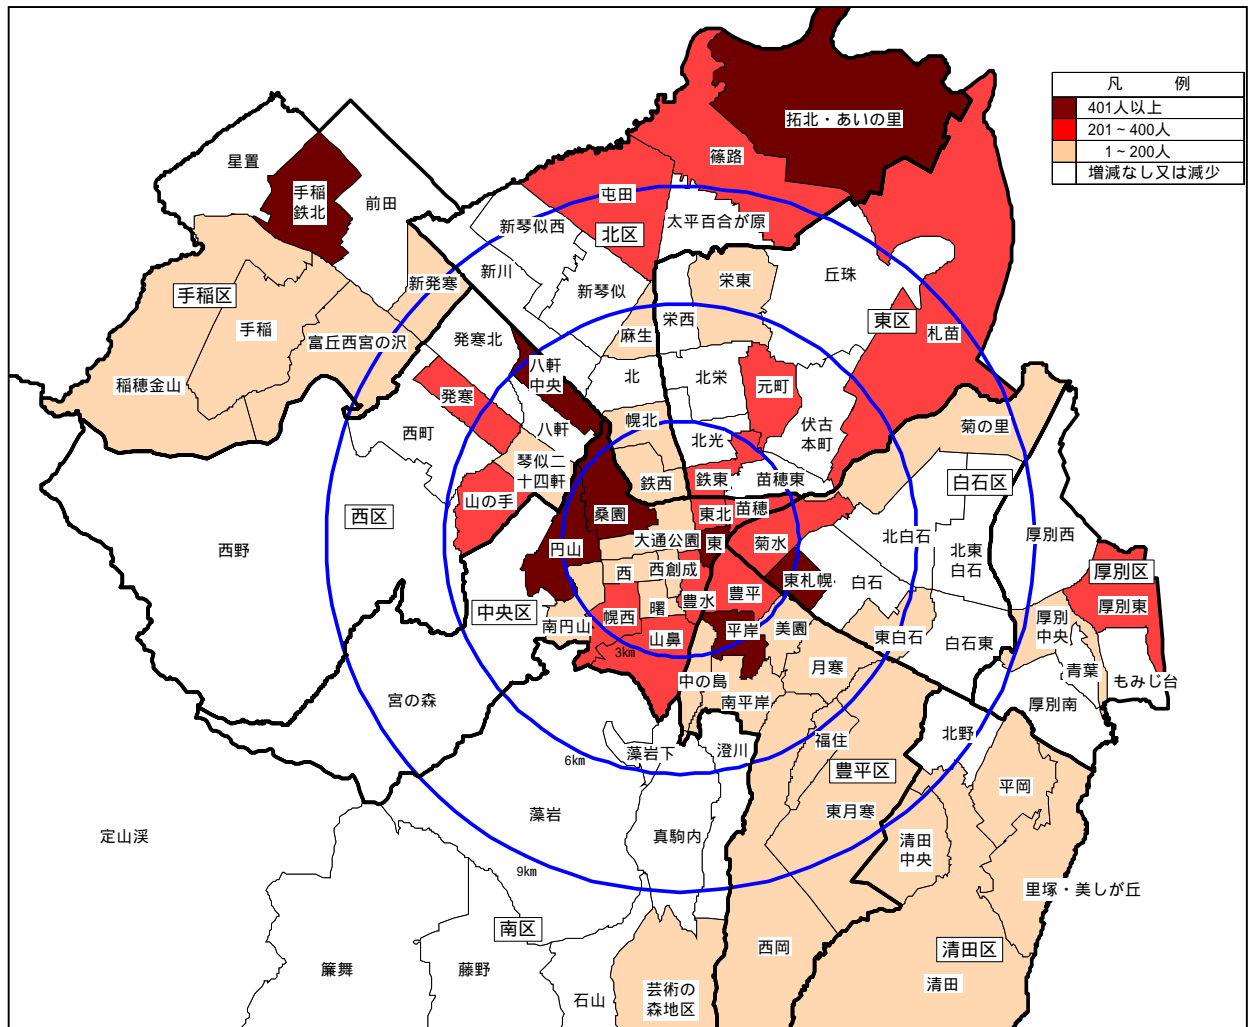 凡　例
401人以上
201～400人
1～200人
増減なし又は減少
拓北・あいの里
篠路
星置
手稲
鉄北
前田
屯田
新琴似西
北区
太平百合が原
新川
新琴似
新発寒
手稲区
手稲
富丘西宮の沢
稲穂金山
栄東
丘珠
栄西
麻生
東区
札苗
発寒北
八軒
中央
発寒
北
北栄
元町
伏古
本町
菊の里
八軒
西町
幌北
北光
琴似二
十四軒
鉄西
鉄東
苗穂東
白石区
山の手
西区
桑園
東北
苗穂
西野
円山
大通公園
東
菊水
北白石
北東
白石
厚別西
西
西創成
東札幌
白石
厚別区
厚別東
中央区
南円山
幌西
曙
豊水
豊平
山鼻
平岸
美園
東白石
白石東
厚別
中央
3km
月寒
青葉
もみじ台
中の島
南平岸
厚別南
宮の森
藻岩下
澄川
福住
北野
6km
豊平区
平岡
藻岩
東月寒
定山渓
真駒内
清田
中央
9km
里塚・美しが丘
南区
西岡
清田区
簾舞
藤野
石山
芸術の
森地区
清田